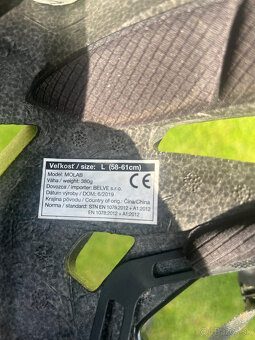 Veľkosť / size: L (58-61cm)
Model: MOLAB
Váha / weight: 380g
Dovozca / importer: BELVE s.r.o.
Dátum výroby / DOM: 6/2019
Krajina pôvodu / Country of orig.: Čína/China
Norma / standard: STN EN 1078:2012 + A1:2012
EN 1078:2012 + A1:2012
CE